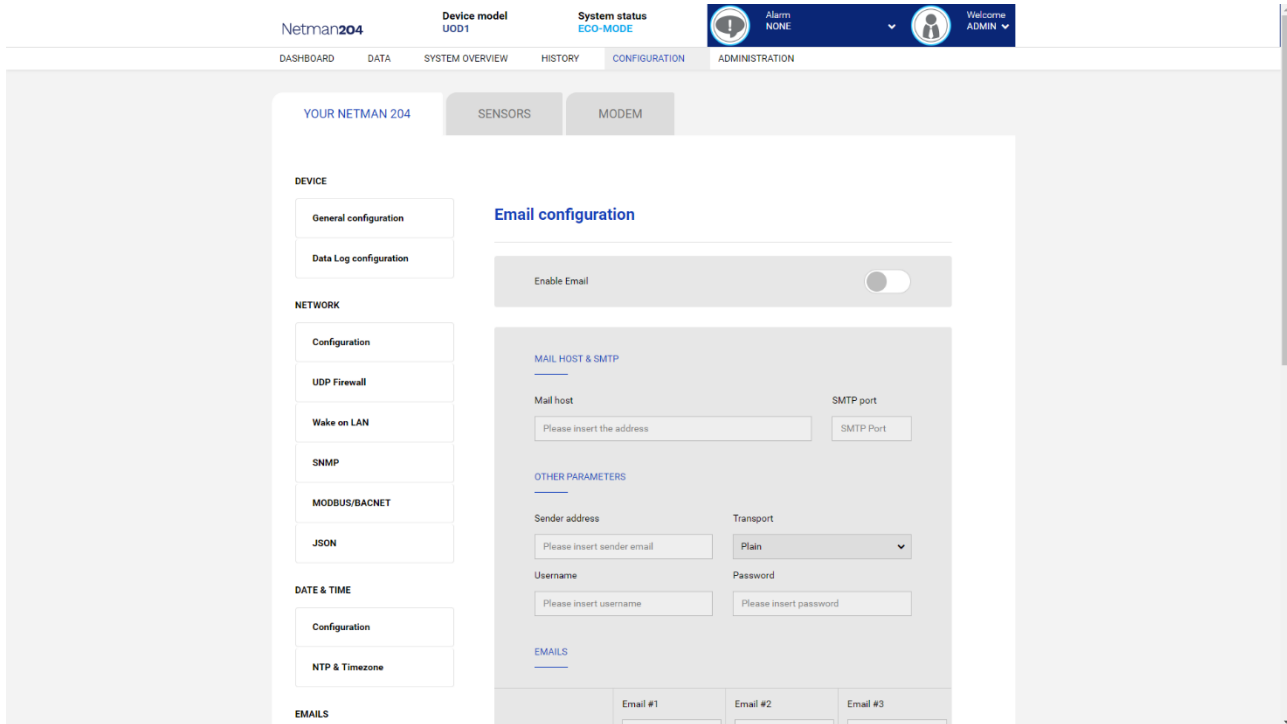 Netman204
Device model
UOD1
System status
ECO-MODE
Alarm
NONE
Welcome
ADMIN
DASHBOARD DATA SYSTEM OVERVIEW HISTORY CONFIGURATION ADMINISTRATION
YOUR NETMAN 204 SENSORS MODEM
DEVICE
General configuration
Data Log configuration
NETWORK
Configuration
UDP Firewall
Wake on LAN
SNMP
MODBUS/BACNET
JSON
DATE & TIME
Configuration
NTP & Timezone
EMAILS
Email configuration
Enable Email
MAIL HOST & SMTP
Mail host SMTP port
Please insert the address SMTP Port
OTHER PARAMETERS
Sender address Transport
Please insert sender email Plain
Username Password
Please insert username Please insert password
EMAILS
Email #1 Email #2 Email #3